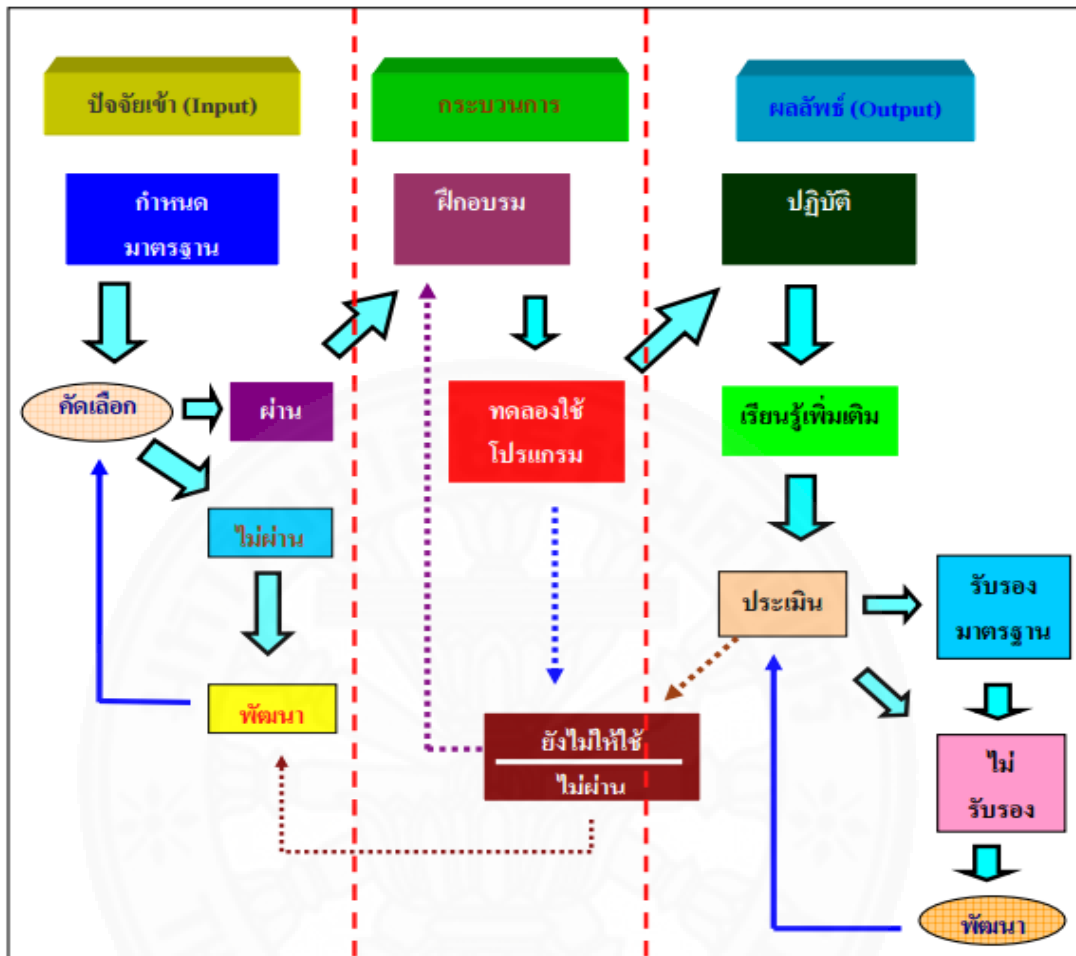 ปัจจัยเข้า (Input)
กระบวนการ
ผลลัพธ์ (Output)
กำหนด
มาตรฐาน
ฝึกอบรม
ปฏิบัติ
คัดเลือก
ผ่าน
ทดลองใช้
โปรแกรม
เรียนรู้เพิ่มเติม
ไม่ผ่าน
ประเมิน
รับรอง
มาตรฐาน
พัฒนา
ยังไม่ให้ใช้
ไม่ผ่าน
ไม่
รับรอง
พัฒนา